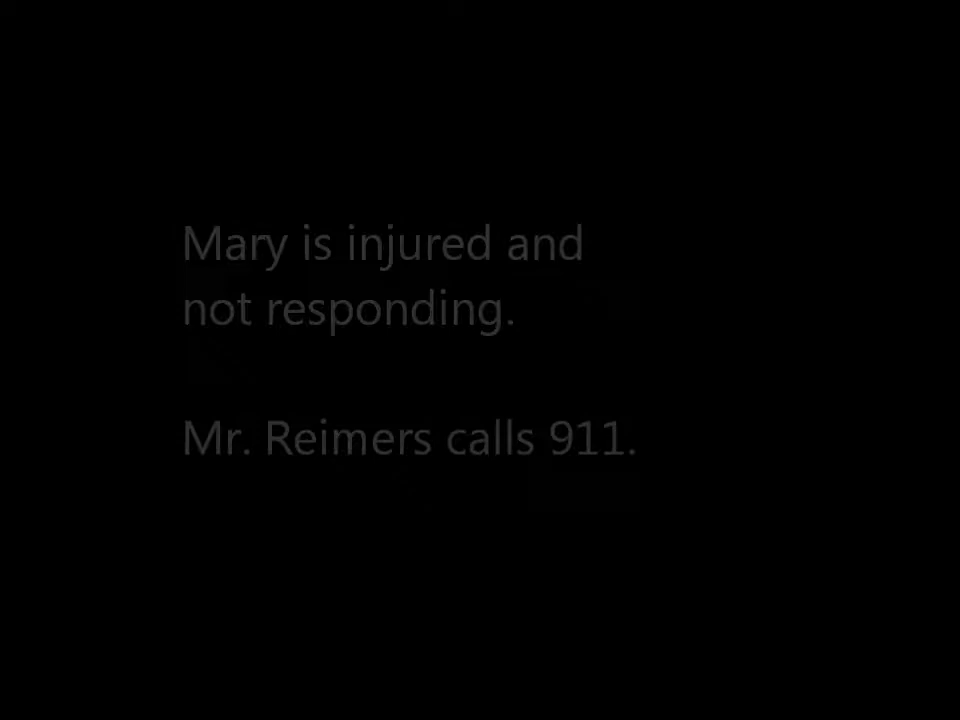 Mary is injured and
not responding.
Mr. Reimers calls 911.